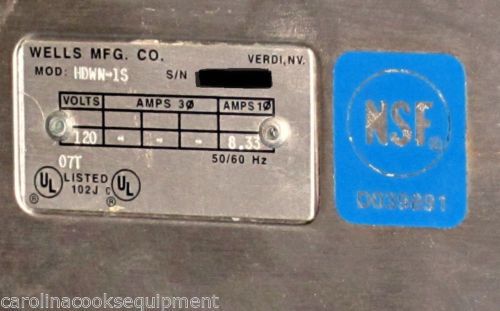 WELLS MFG. CO. VERDI, NV.
MOD: HDWN-1S S/N
VOLTS AMPS 3Ø AMPS 1Ø
120 - - - 8.33
07T 50/60 Hz
UL LISTED 102J C UL
NSF
D039891
carolinacooksequipment